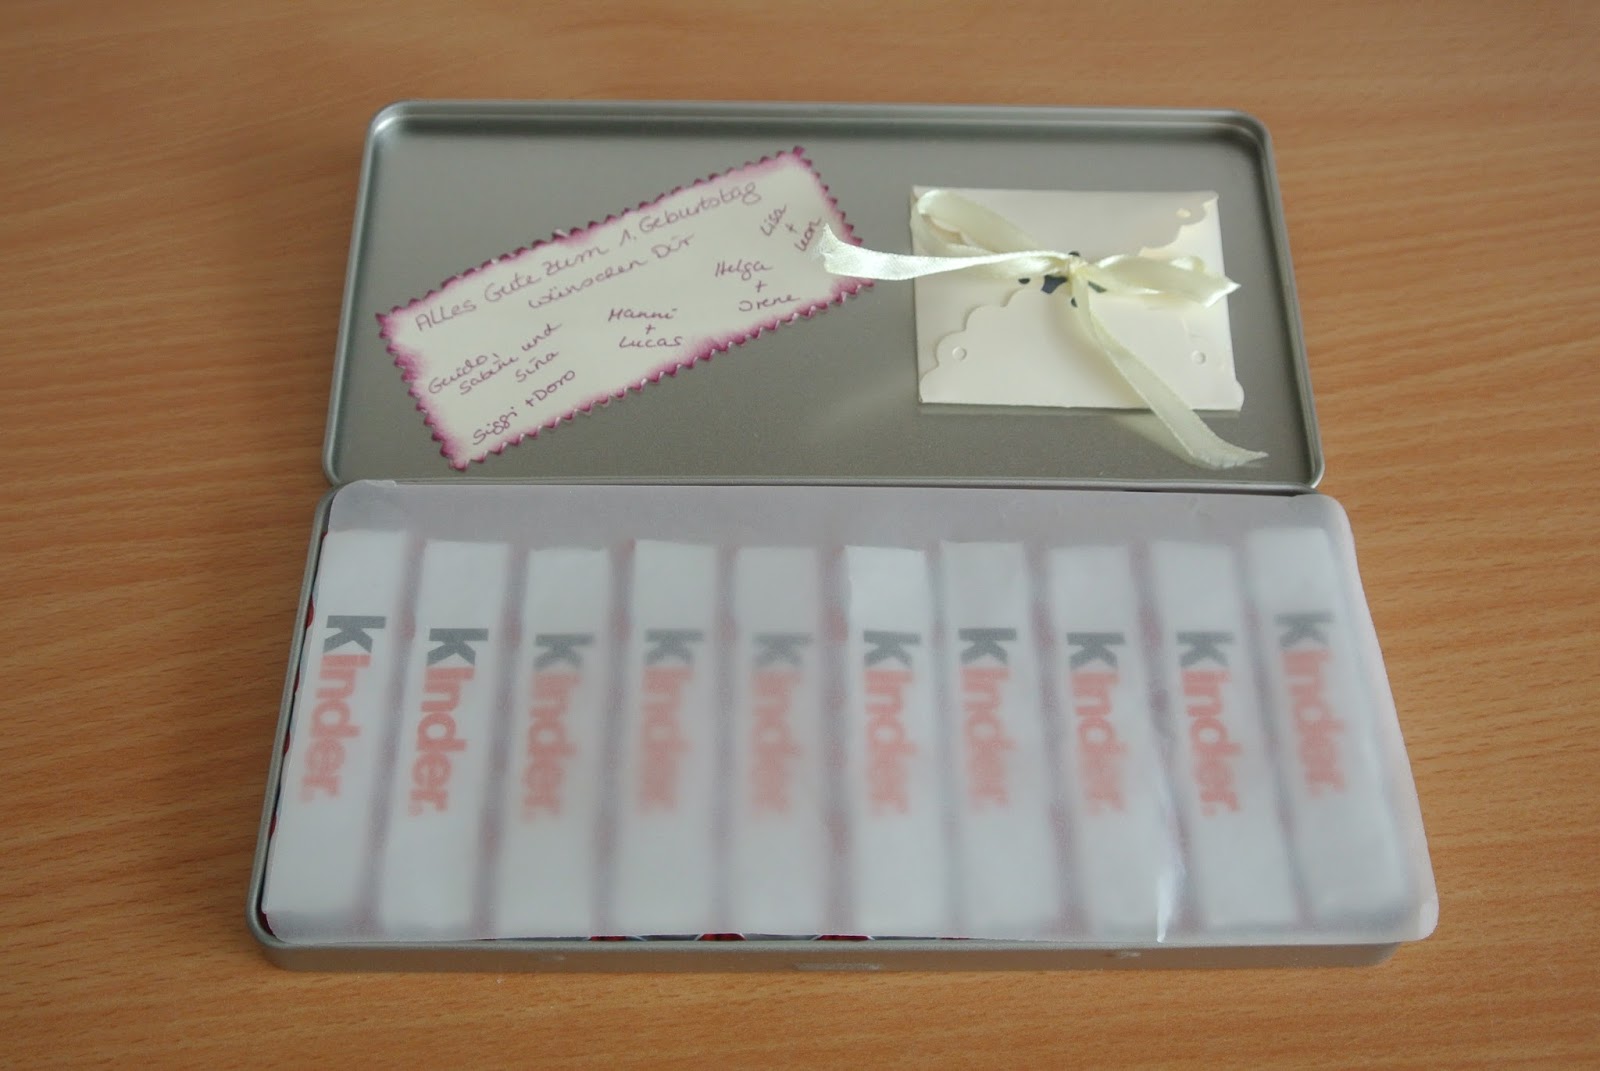 Alles Gute zum 1. Geburtstag
wünschen Dir
Guido,
Sabine und
Sina
Siggi + Doro
Manni
+
Lucas
Helga
+
Irene
Lisa
+
Leon
Kinder
Kinder
Kinder
Kinder
Kinder
Kinder
Kinder
Kinder
Kinder
Kinder